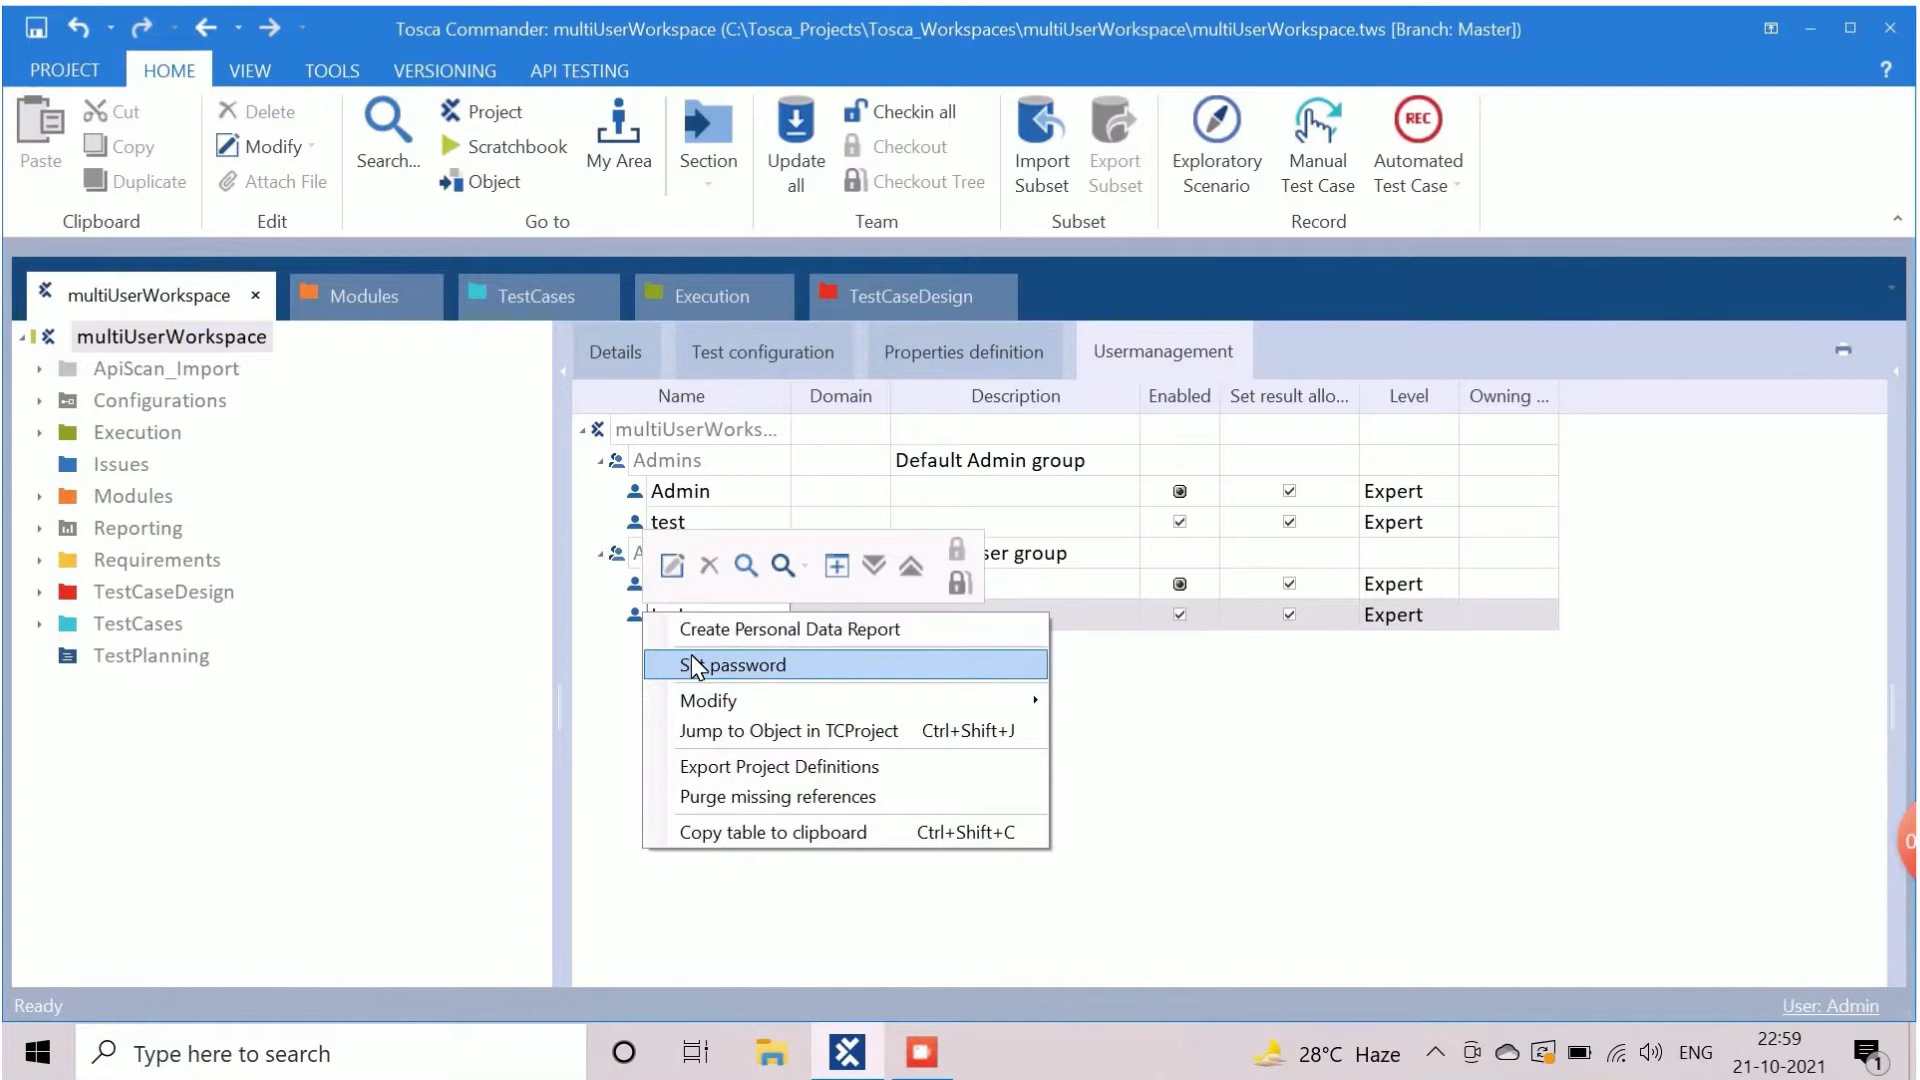 Tosca Commander: multiUserWorkspace (C:\Tosca_Projects\Tosca_Workspaces\multiUserWorkspace\multiUserWorkspace.tws [Branch: Master])
PROJECT HOME VIEW TOOLS VERSIONING API TESTING ?
Paste
Cut
Copy
Duplicate
Clipboard
Delete
Modify
Attach File
Edit
Search...
Project
Scratchbook
Object
My Area
Go to
Section
Update all
Checkin all
Checkout
Checkout Tree
Team
Import Subset
Export Subset
Subset
Exploratory Scenario
Manual Test Case
REC
Automated Test Case
Record
multiUserWorkspace × Modules TestCases Execution TestCaseDesign
multiUserWorkspace
ApiScan_Import
Configurations
Execution
Issues
Modules
Reporting
Requirements
TestCaseDesign
TestCases
TestPlanning
Details Test configuration Properties definition Usermanagement
Name Domain Description Enabled Set result allo... Level Owning ...
multiUserWorks...
Admins Default Admin group
Admin Expert
test Expert
A ser group
Expert
Expert
Create Personal Data Report
password
Modify
Jump to Object in TCProject Ctrl+Shift+J
Export Project Definitions
Purge missing references
Copy table to clipboard Ctrl+Shift+C
0
Ready User: Admin
Type here to search
28°C Haze ENG
22:59
21-10-2021
1